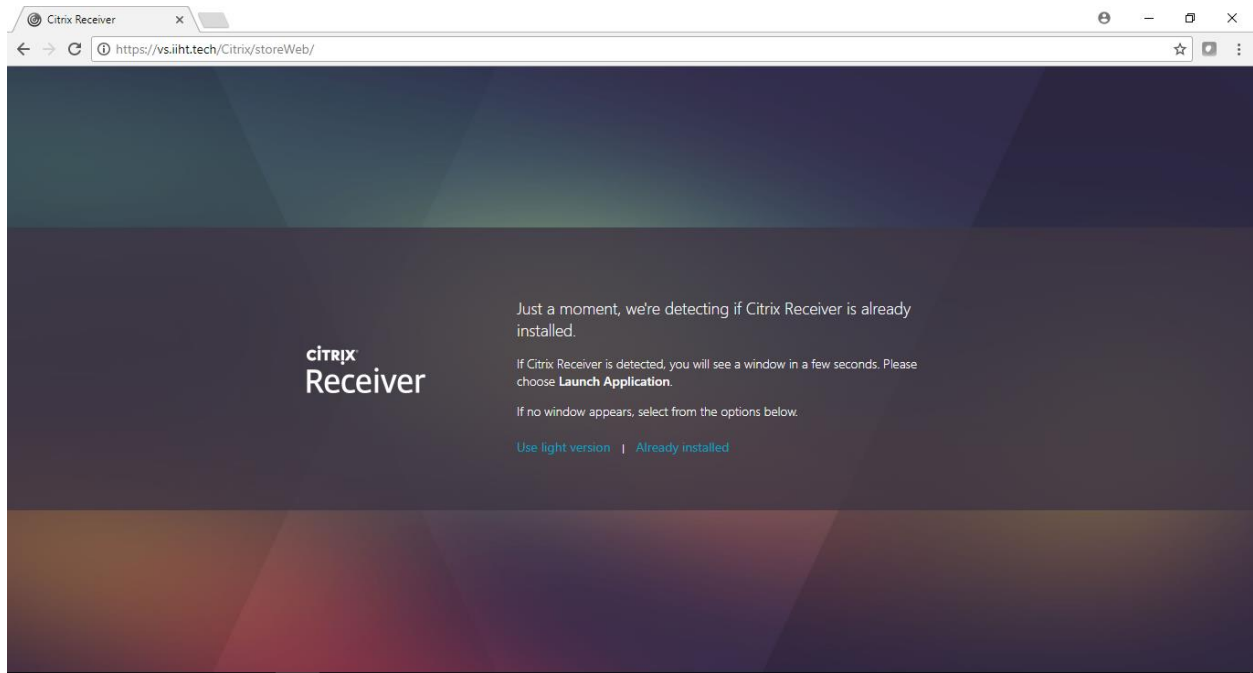 Citrix Receiver
https://vs.iiht.tech/Citrix/storeWeb/
Just a moment, we're detecting if Citrix Receiver is already
installed.
If Citrix Receiver is detected, you will see a window in a few seconds. Please
choose Launch Application.
If no window appears, select from the options below.
Use light version | Already installed
CİTRIX
Receiver